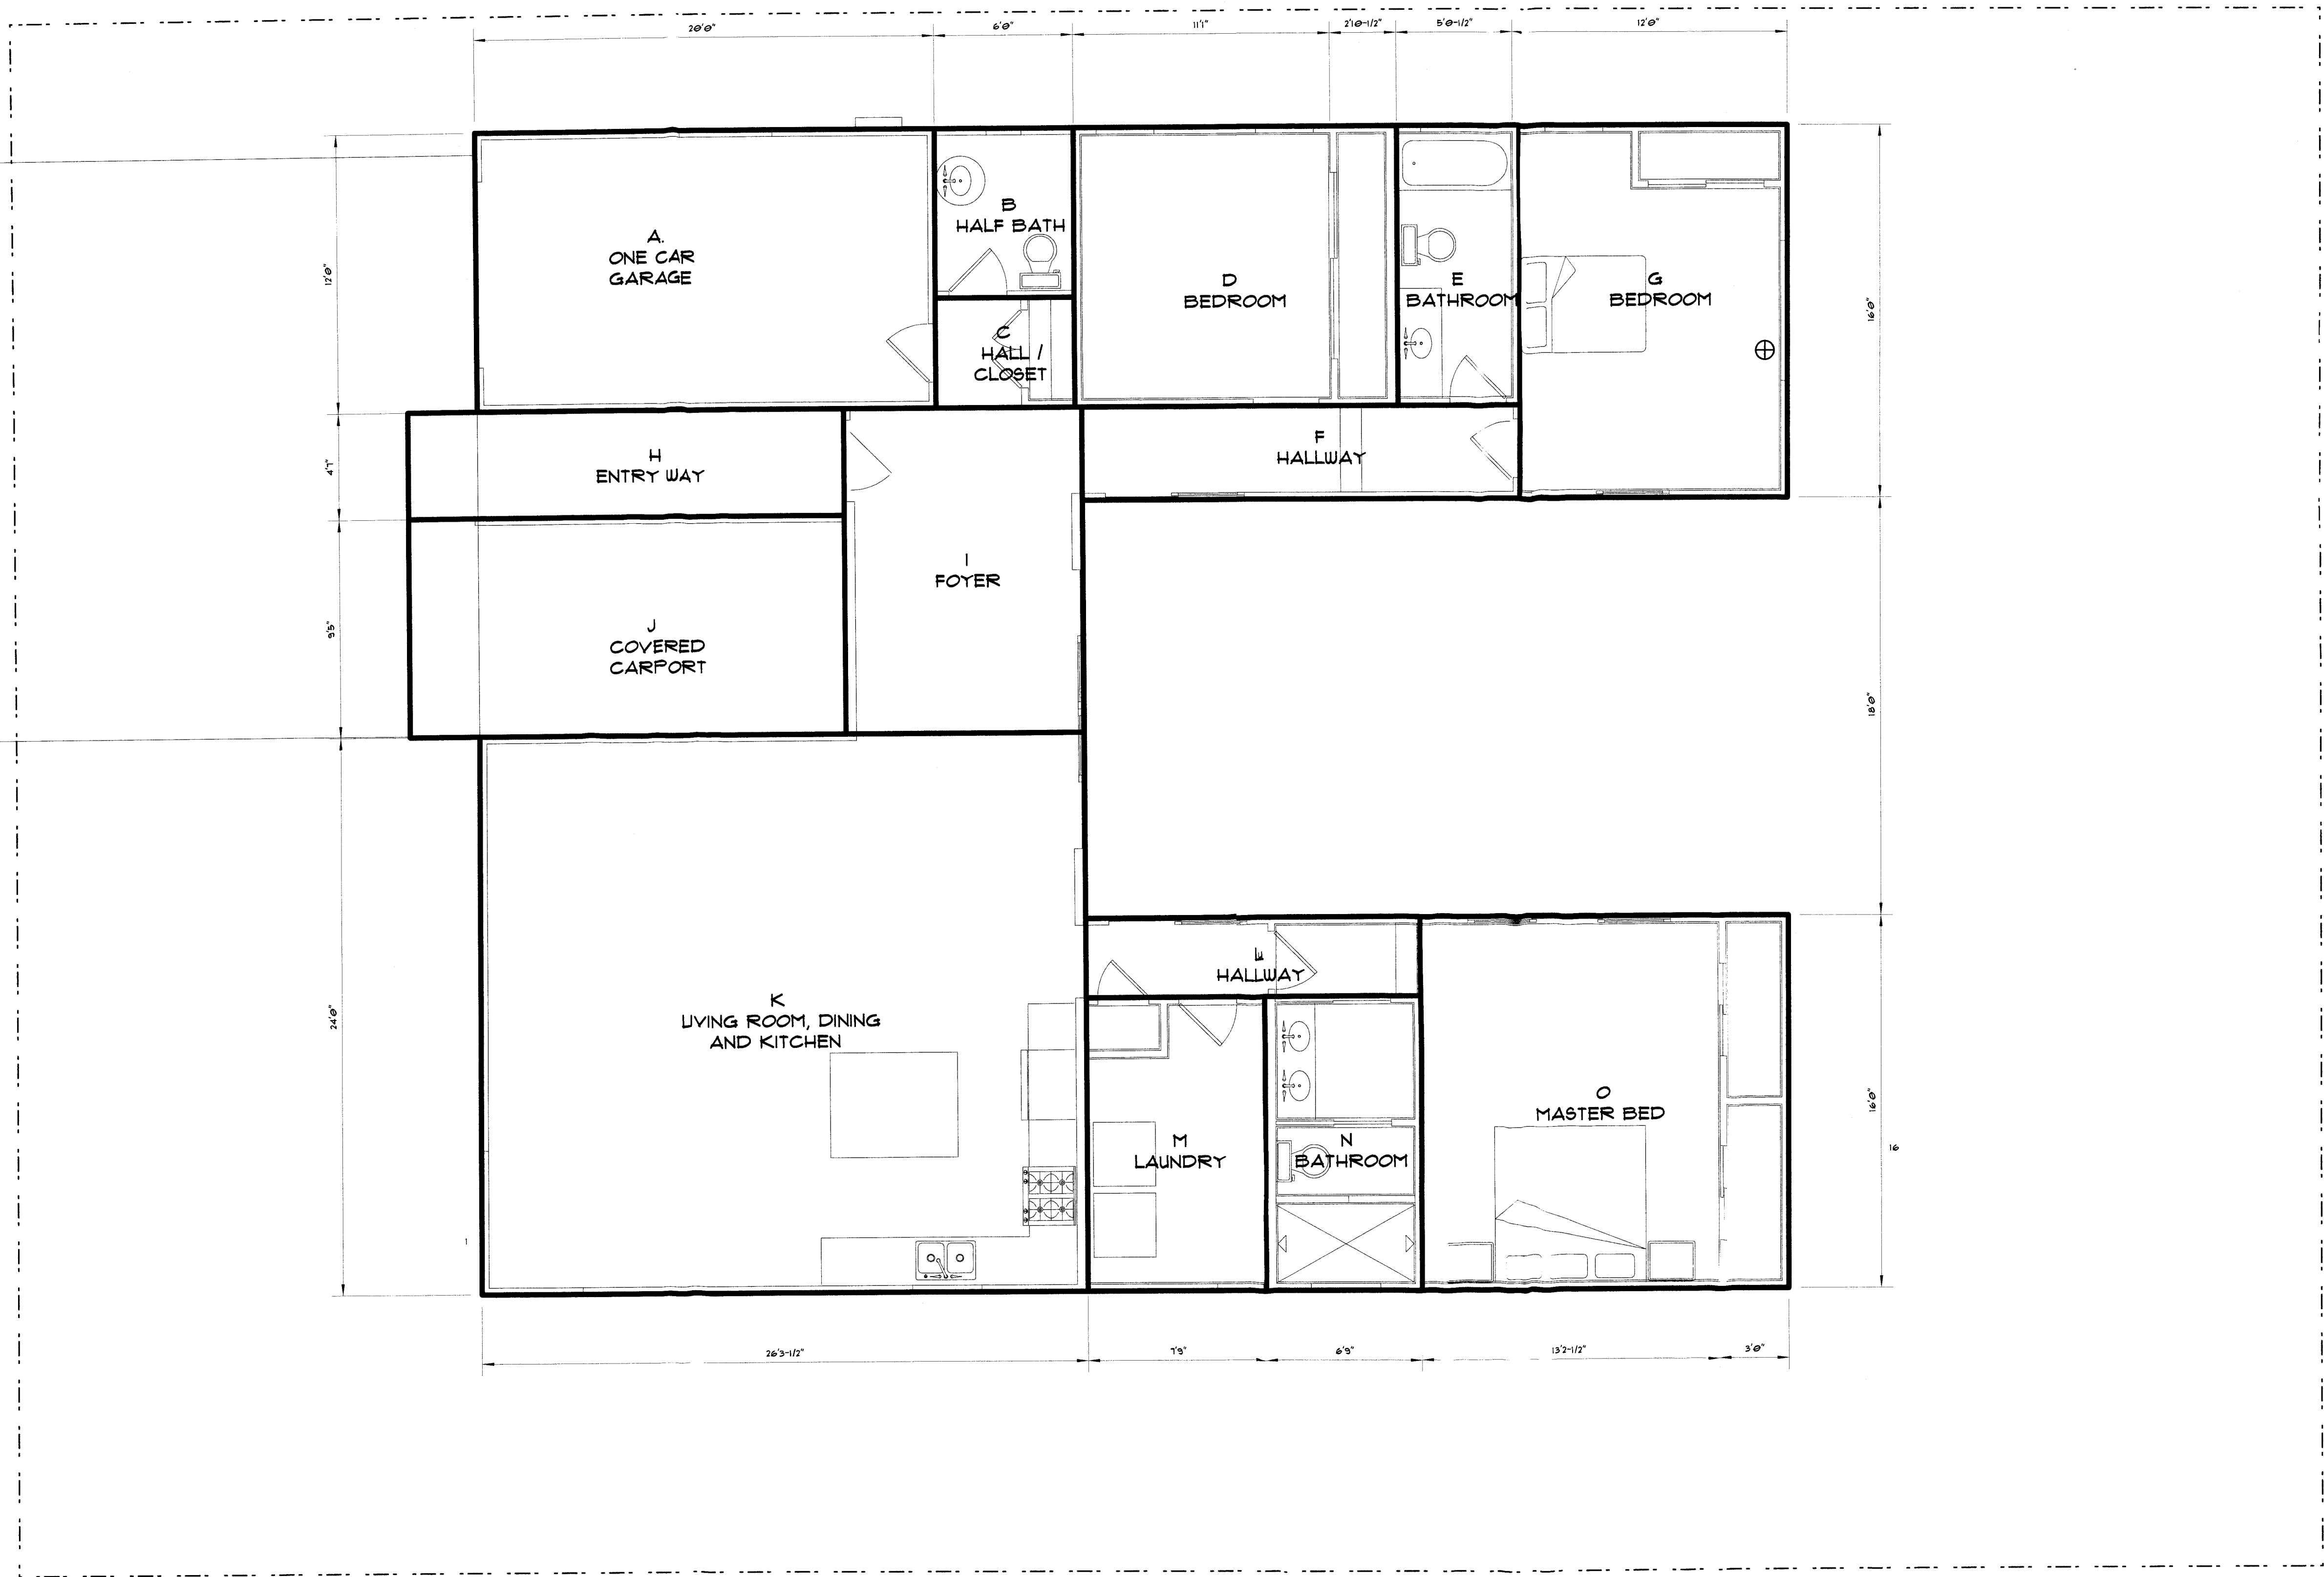 20'0"
6'0"
11'1"
2'10-1/2"
5'0-1/2"
12'0"
A.
ONE CAR
GARAGE
B
HALF BATH
C
HALL /
CLOSET
D
BEDROOM
E
BATHROOM
G
BEDROOM
12'0"
16'0"
F
HALLWAY
H
ENTRY WAY
4'7"
I
FOYER
J
COVERED
CARPORT
9'5"
18'0"
K
LIVING ROOM, DINING
AND KITCHEN
24'0"
HALLWAY
M
LAUNDRY
N
BATHROOM
O
MASTER BED
16'0"
16
1
26'3-1/2"
7'9"
6'9"
13'2-1/2"
3'0"